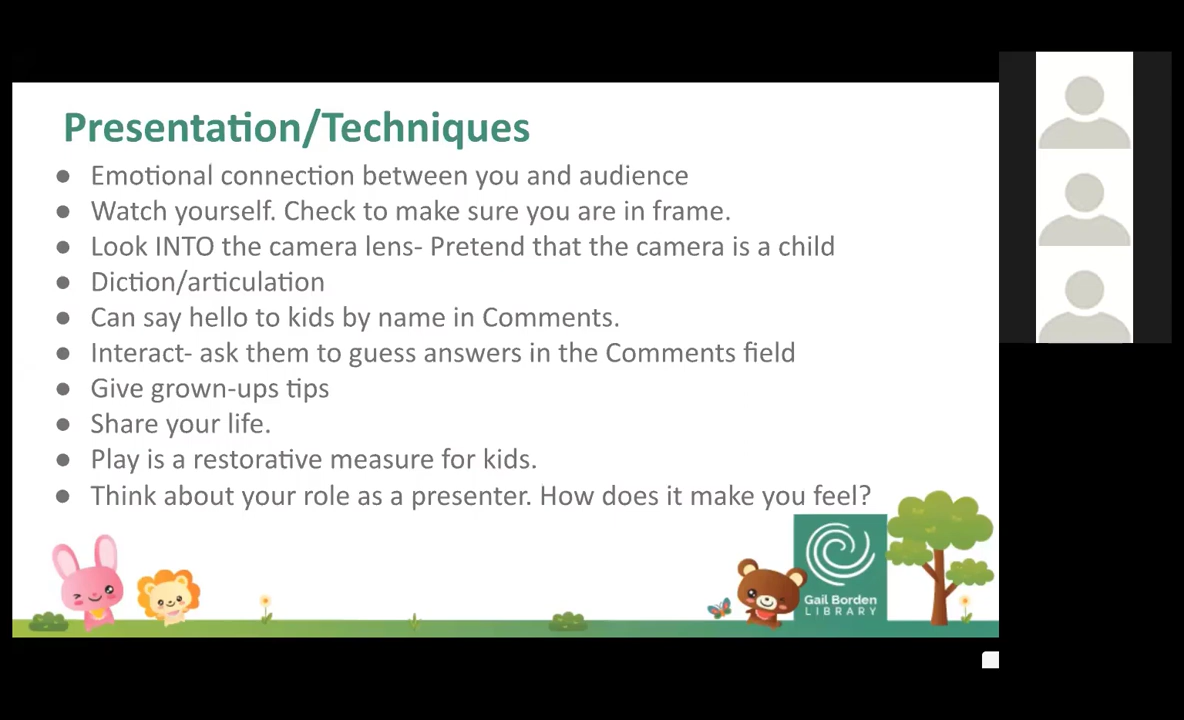 Presentation/Techniques
● Emotional connection between you and audience
● Watch yourself. Check to make sure you are in frame.
● Look INTO the camera lens- Pretend that the camera is a child
● Diction/articulation
● Can say hello to kids by name in Comments.
● Interact- ask them to guess answers in the Comments field
● Give grown-ups tips
● Share your life.
● Play is a restorative measure for kids.
● Think about your role as a presenter. How does it make you feel?
Gail Borden
LIBRARY